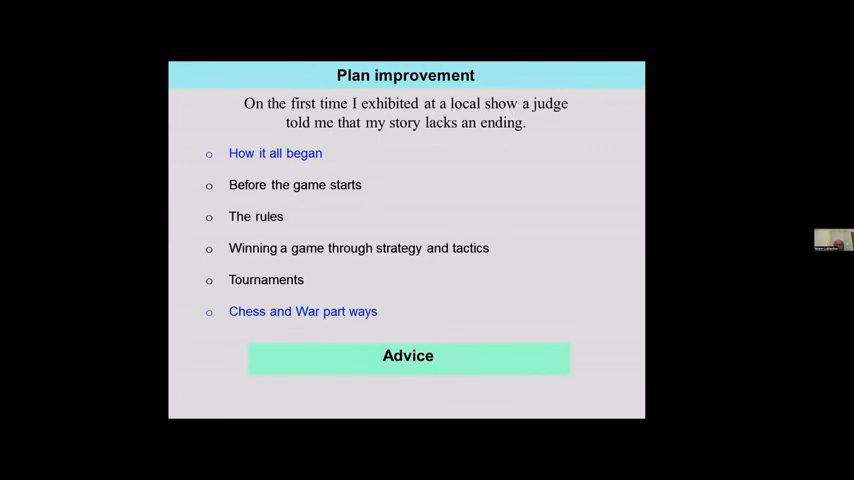 Plan improvement
On the first time I exhibited at a local show a judge
told me that my story lacks an ending.
o How it all began
o Before the game starts
o The rules
o Winning a game through strategy and tactics
o Tournaments
o Chess and War part ways
Advice